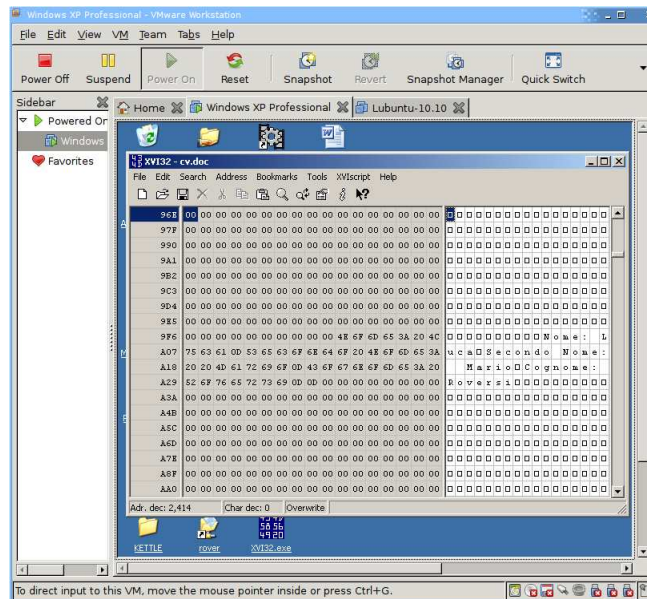 Windows XP Professional - VMware Workstation
File Edit View VM Team Tabs Help
Power Off Suspend Power On Reset Snapshot Revert Snapshot Manager Quick Switch
Sidebar
Home Windows XP Professional Lubuntu-10.10
Powered Or
Windows
Favorites
XVI32 - cv.doc
File Edit Search Address Bookmarks Tools XVIscript Help
96E 00 00 00 00 00 00 00 00 00 00 00 00 00 00 00 00 00
97F 00 00 00 00 00 00 00 00 00 00 00 00 00 00 00 00 00
990 00 00 00 00 00 00 00 00 00 00 00 00 00 00 00 00 00
9A1 00 00 00 00 00 00 00 00 00 00 00 00 00 00 00 00 00
9B2 00 00 00 00 00 00 00 00 00 00 00 00 00 00 00 00 00
9C3 00 00 00 00 00 00 00 00 00 00 00 00 00 00 00 00 00
9D4 00 00 00 00 00 00 00 00 00 00 00 00 00 00 00 00 00
9E5 00 00 00 00 00 00 00 00 00 00 00 00 00 00 00 00 00
9F6 00 00 00 00 00 00 00 00 00 00 4E 6F 6D 65 3A 20 4C N o m e : L
A07 75 63 61 0D 53 65 63 6F 6E 64 6F 20 4E 6F 6D 65 3A u c a S e c o n d o N o m e :
A18 20 20 4D 61 72 69 6F 0D 43 6F 67 6E 6F 6D 65 3A 20 M a r i o C o g n o m e :
A29 52 6F 76 65 72 73 69 0D 0D 00 00 00 00 00 00 00 00 R o v e r s i
A3A 00 00 00 00 00 00 00 00 00 00 00 00 00 00 00 00 00
A4B 00 00 00 00 00 00 00 00 00 00 00 00 00 00 00 00 00
A5C 00 00 00 00 00 00 00 00 00 00 00 00 00 00 00 00 00
A6D 00 00 00 00 00 00 00 00 00 00 00 00 00 00 00 00 00
A7E 00 00 00 00 00 00 00 00 00 00 00 00 00 00 00 00 00
A8F 00 00 00 00 00 00 00 00 00 00 00 00 00 00 00 00 00
AA0 00 00 00 00 00 00 00 00 00 00 00 00 00 00 00 00 00
Adr. dec: 2,414 Char dec: 0 Overwrite
KETTLE rover XVI32.exe
To direct input to this VM, move the mouse pointer inside or press Ctrl+G.